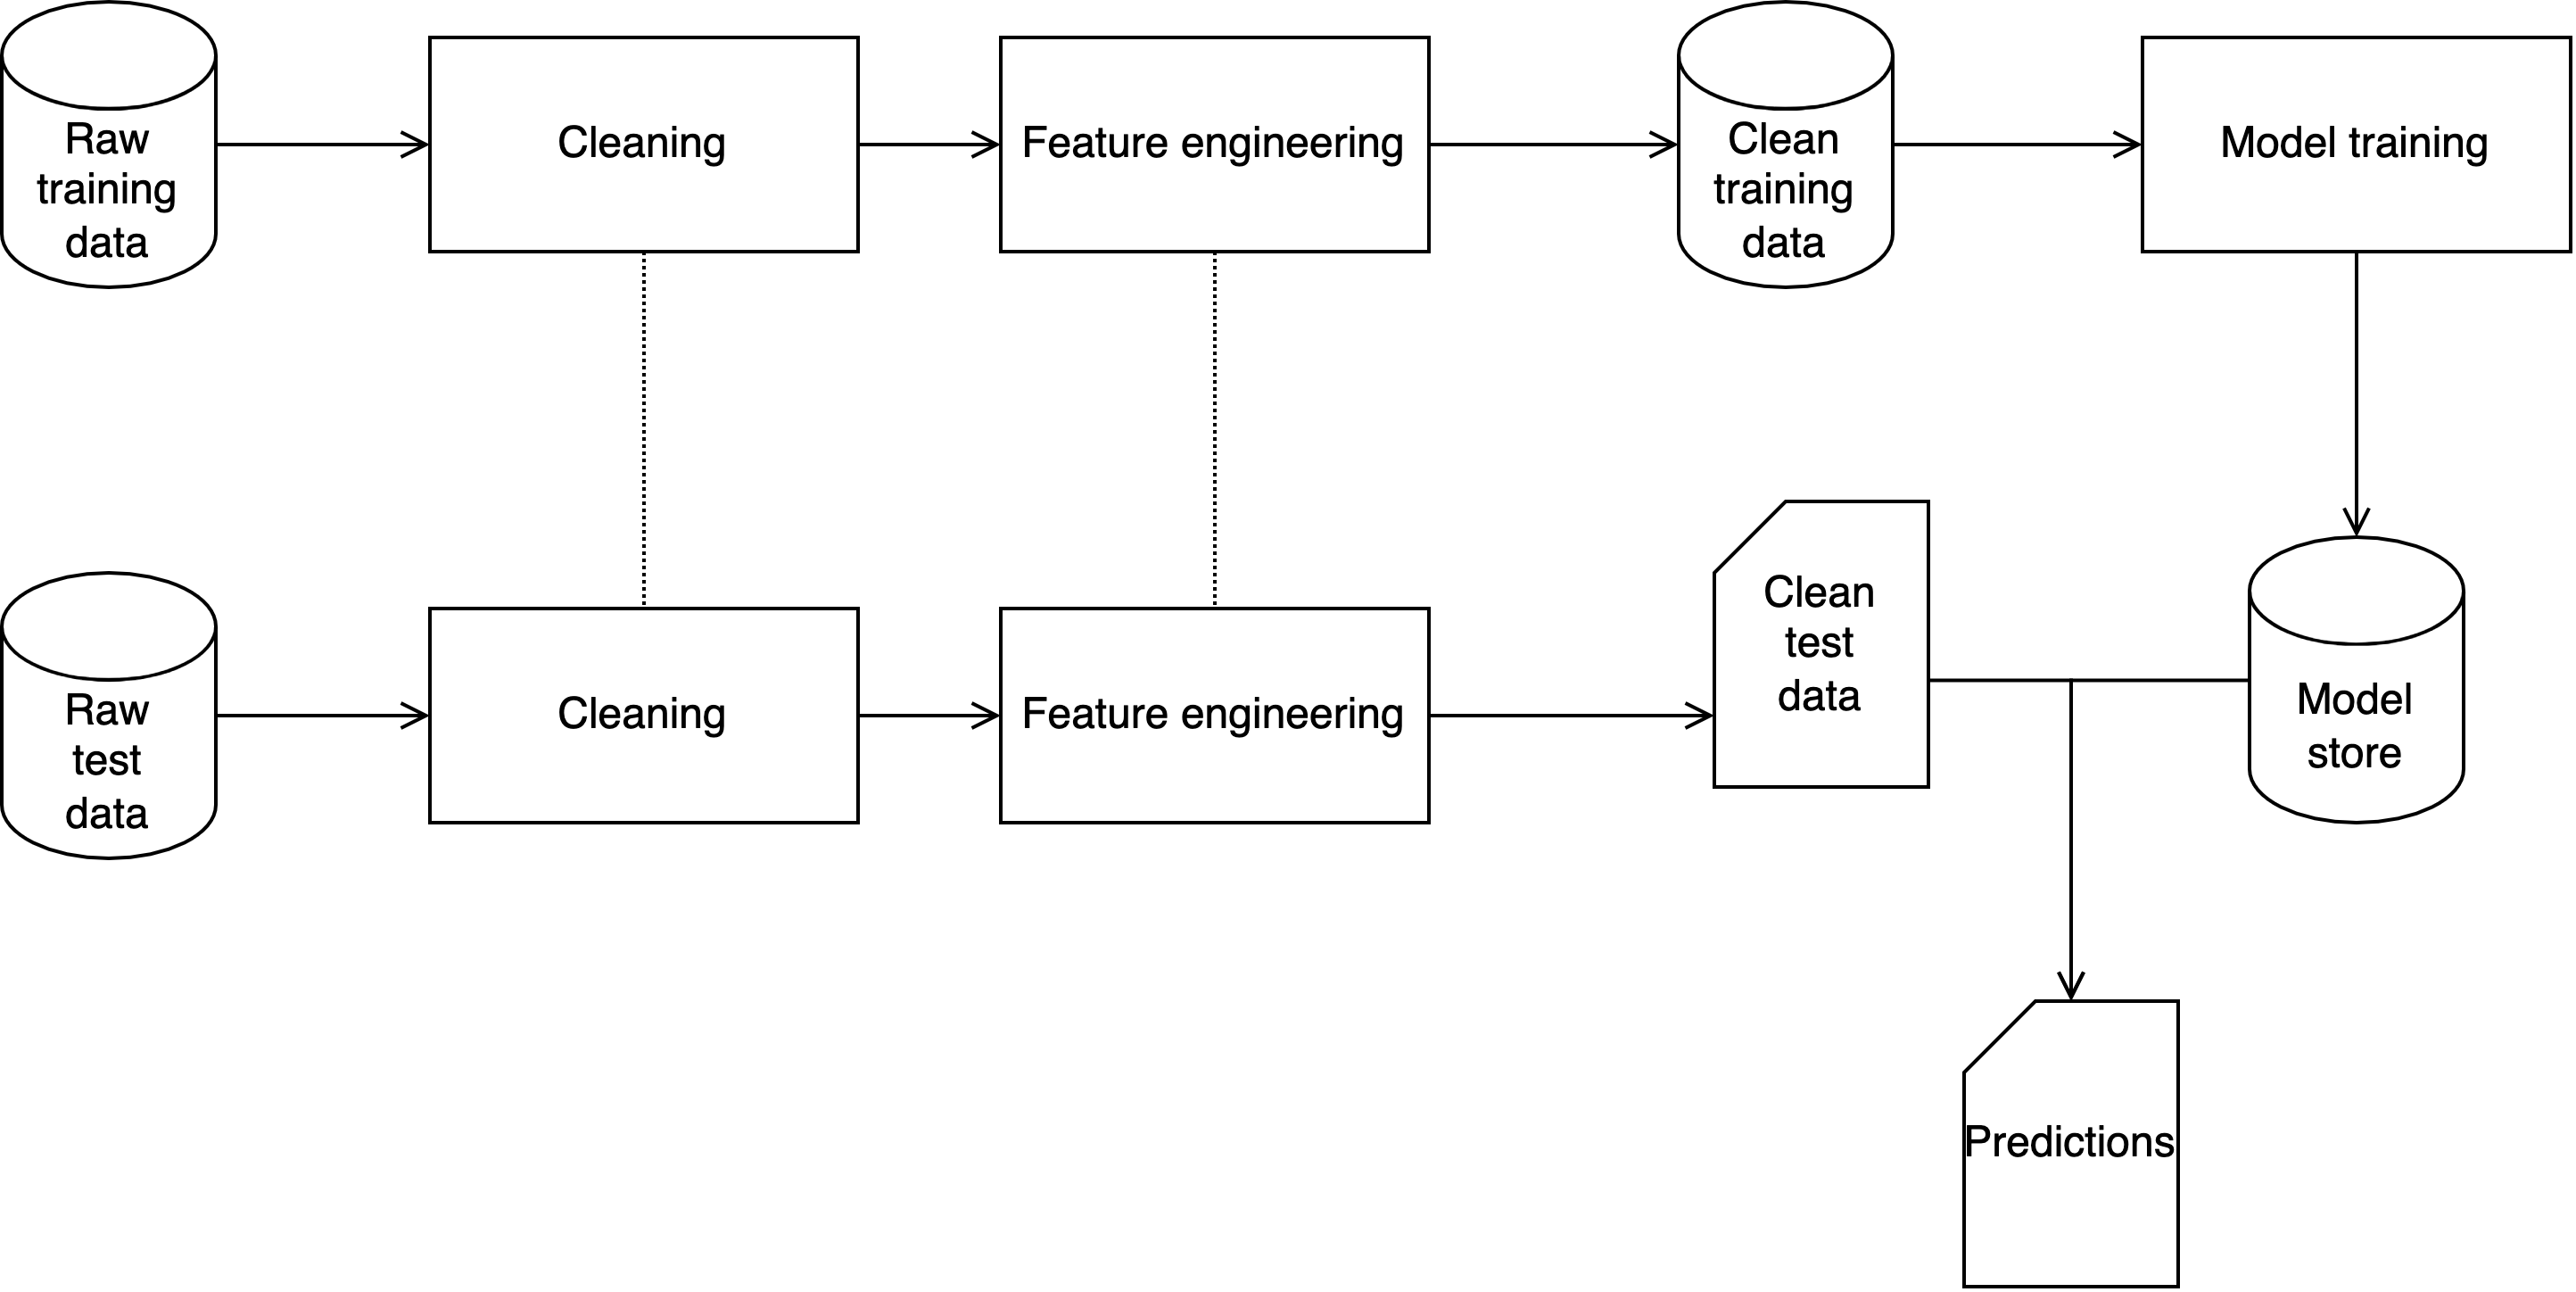 Raw
training
data
Cleaning
Feature engineering
Clean
training
data
Model training
Raw
test
data
Cleaning
Feature engineering
Clean
test
data
Model
store
Predictions